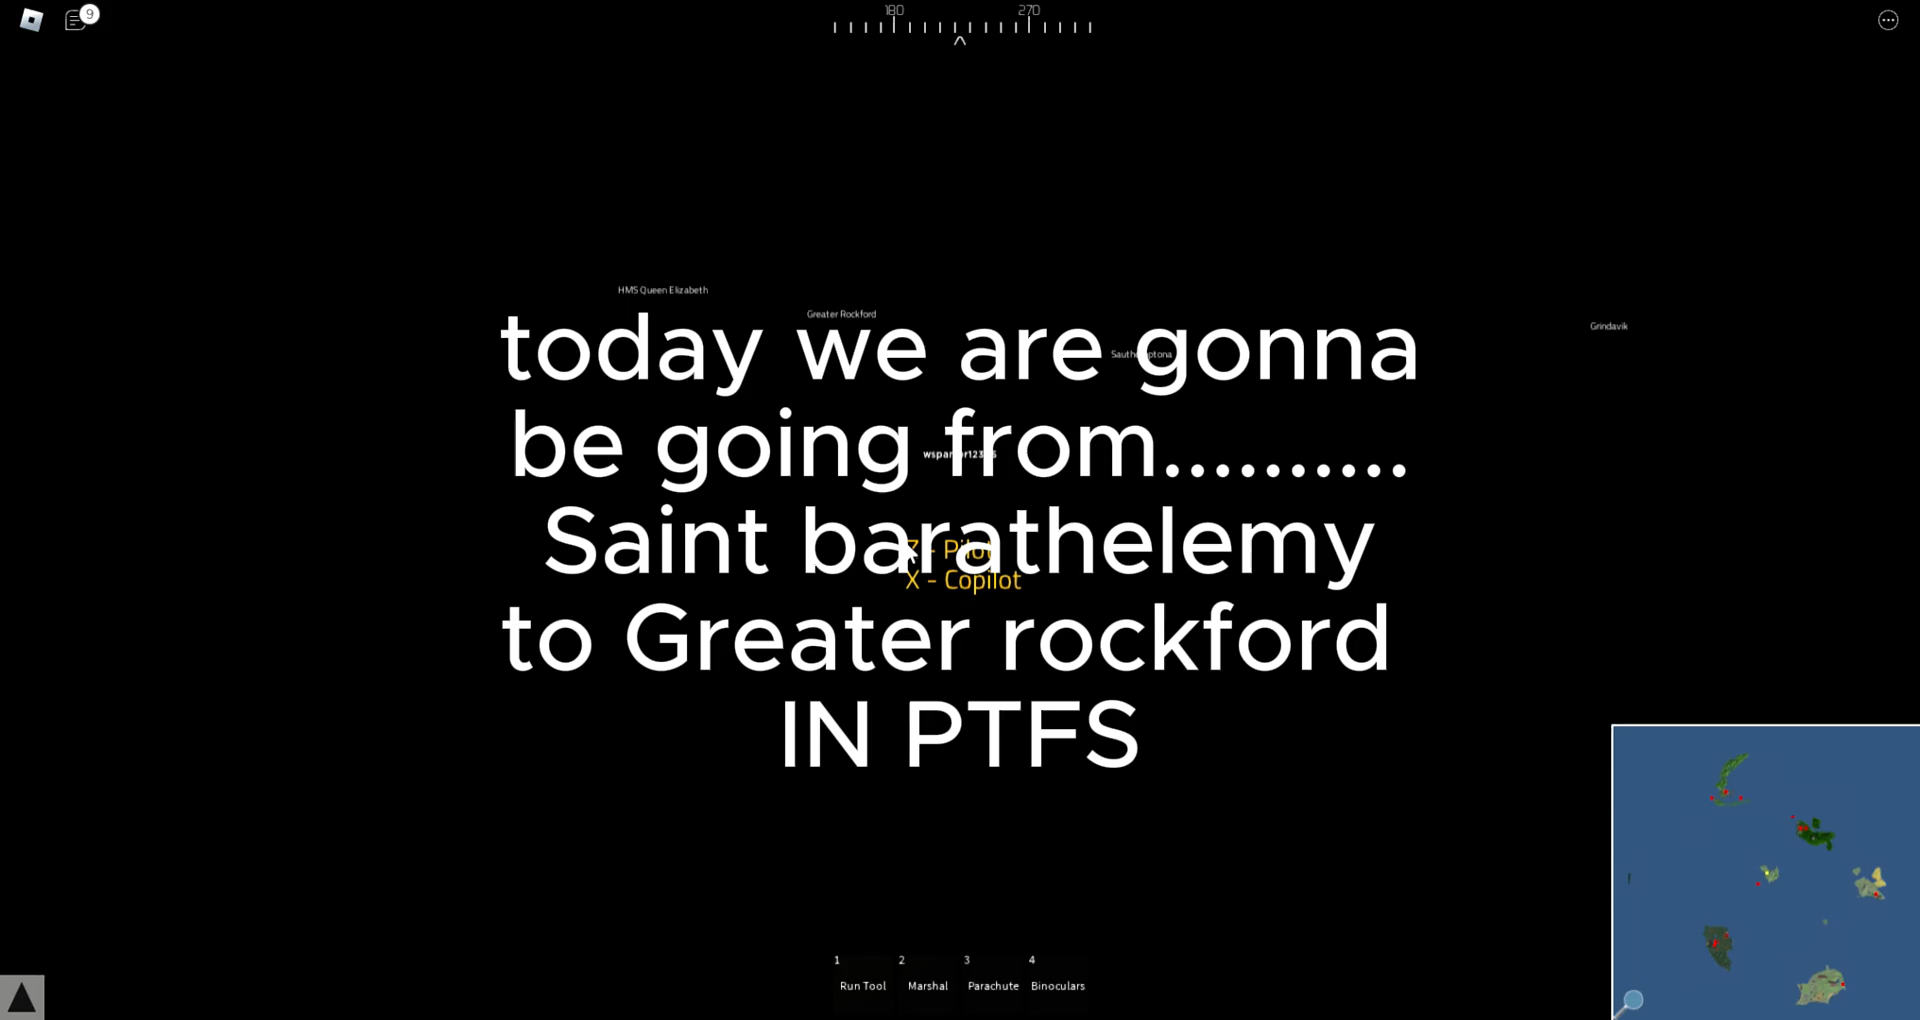 9
180 270
HMS Queen Elizabeth
Greater Rockford
Grindavik
today we are gonna
be going from..........
Saint barathelemy
Z - Pilot
X - Copilot
to Greater rockford
IN PTFS
1 2 3 4
Run Tool Marshal Parachute Binoculars